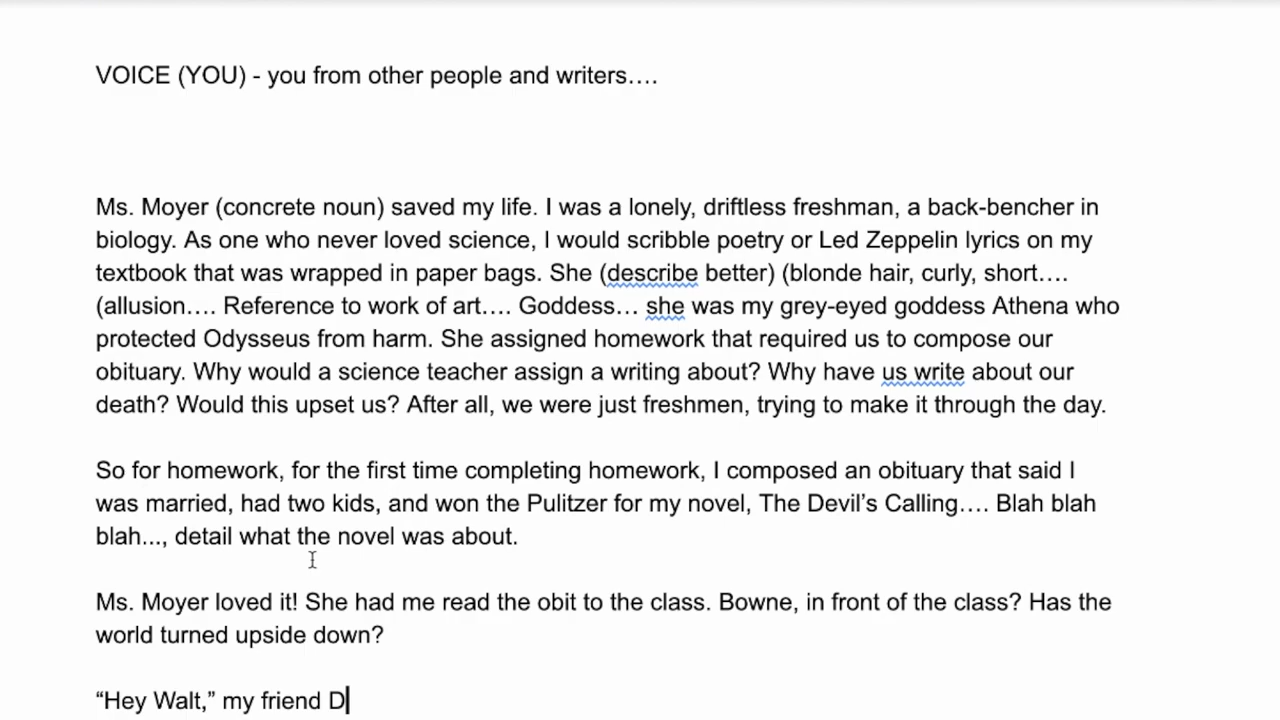 VOICE (YOU) - you from other people and writers….
Ms. Moyer (concrete noun) saved my life. I was a lonely, driftless freshman, a back-bencher in
biology. As one who never loved science, I would scribble poetry or Led Zeppelin lyrics on my
textbook that was wrapped in paper bags. She (describe better) (blonde hair, curly, short….
(allusion…. Reference to work of art…. Goddess… she was my grey-eyed goddess Athena who
protected Odysseus from harm. She assigned homework that required us to compose our
obituary. Why would a science teacher assign a writing about? Why have us write about our
death? Would this upset us? After all, we were just freshmen, trying to make it through the day.
So for homework, for the first time completing homework, I composed an obituary that said I
was married, had two kids, and won the Pulitzer for my novel, The Devil’s Calling…. Blah blah
blah..., detail what the novel was about.
Ms. Moyer loved it! She had me read the obit to the class. Bowne, in front of the class? Has the
world turned upside down?
“Hey Walt,” my friend D